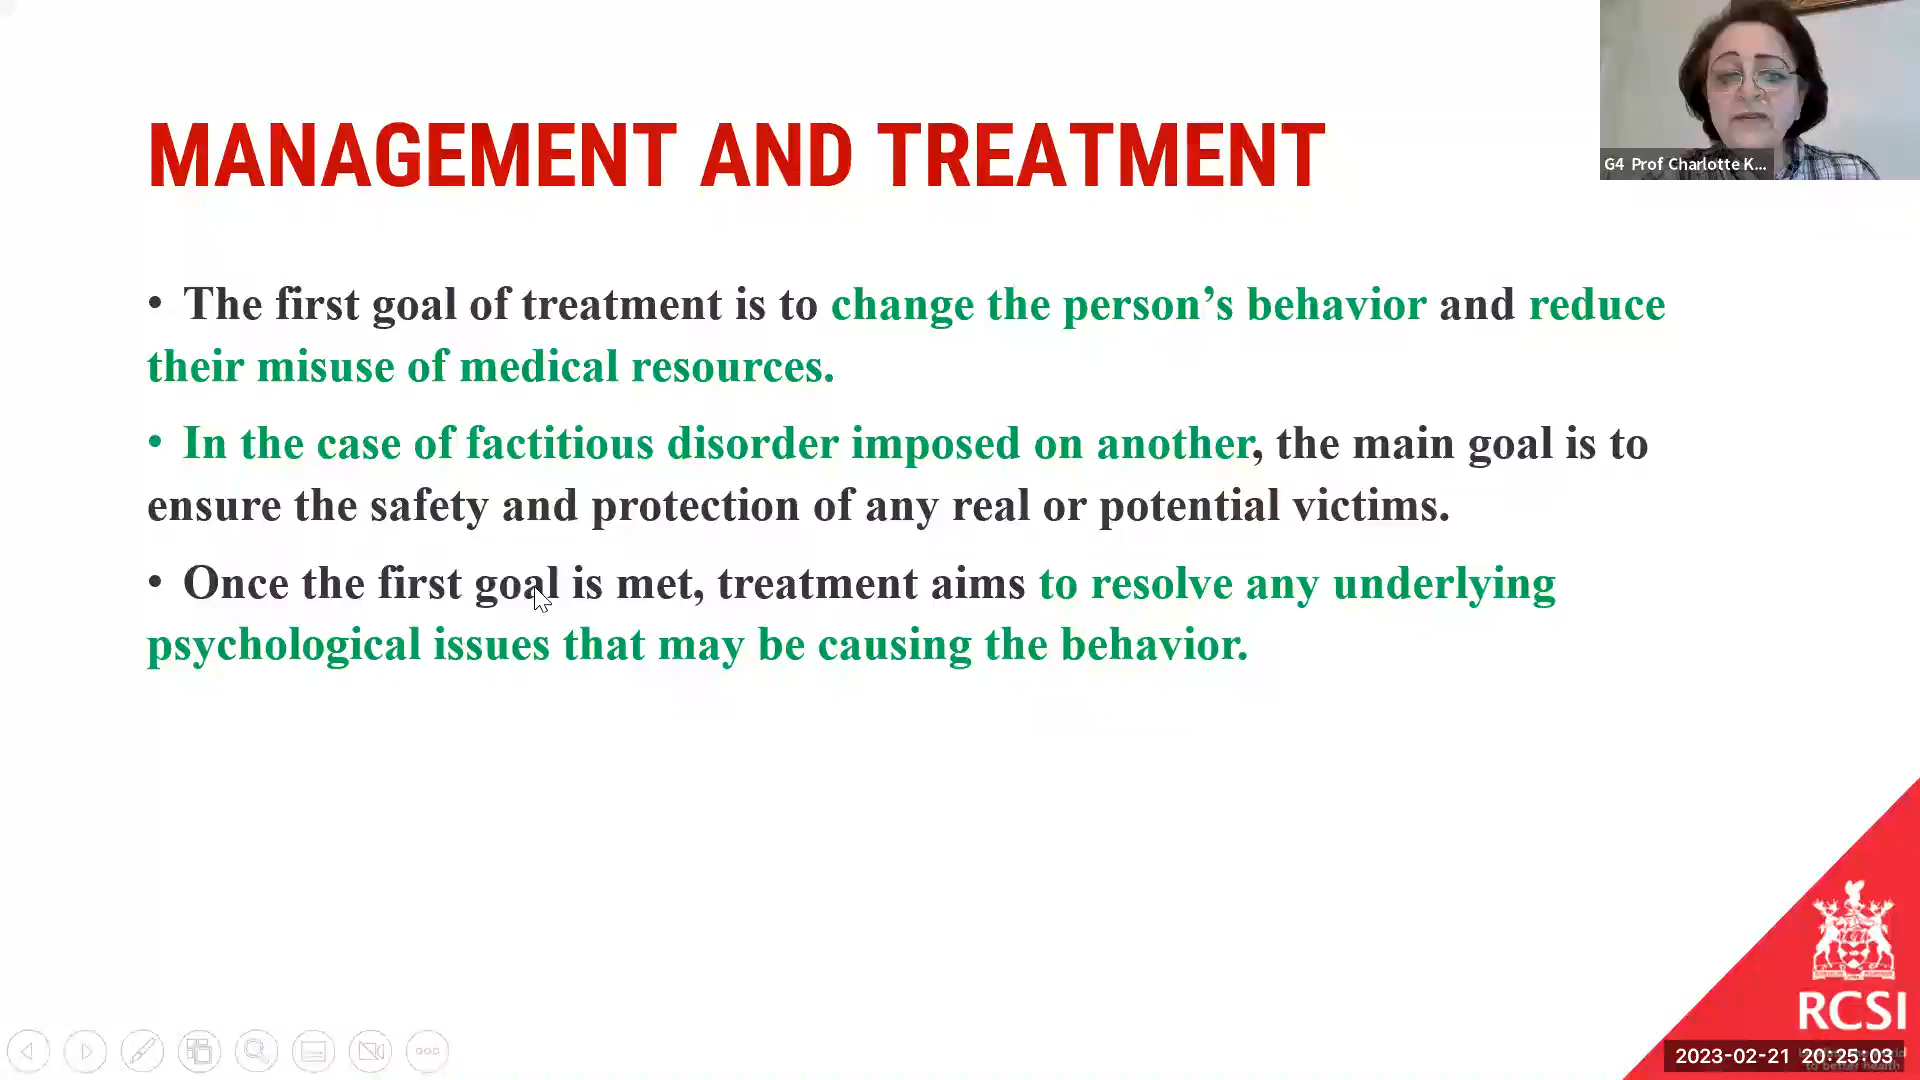 MANAGEMENT AND TREATMENT
G4 Prof Charlotte K...
• The first goal of treatment is to change the person’s behavior and reduce
their misuse of medical resources.
• In the case of factitious disorder imposed on another, the main goal is to
ensure the safety and protection of any real or potential victims.
• Once the first goal is met, treatment aims to resolve any underlying
psychological issues that may be causing the behavior.
RCSI
2023-02-21 20:25:03
to better health